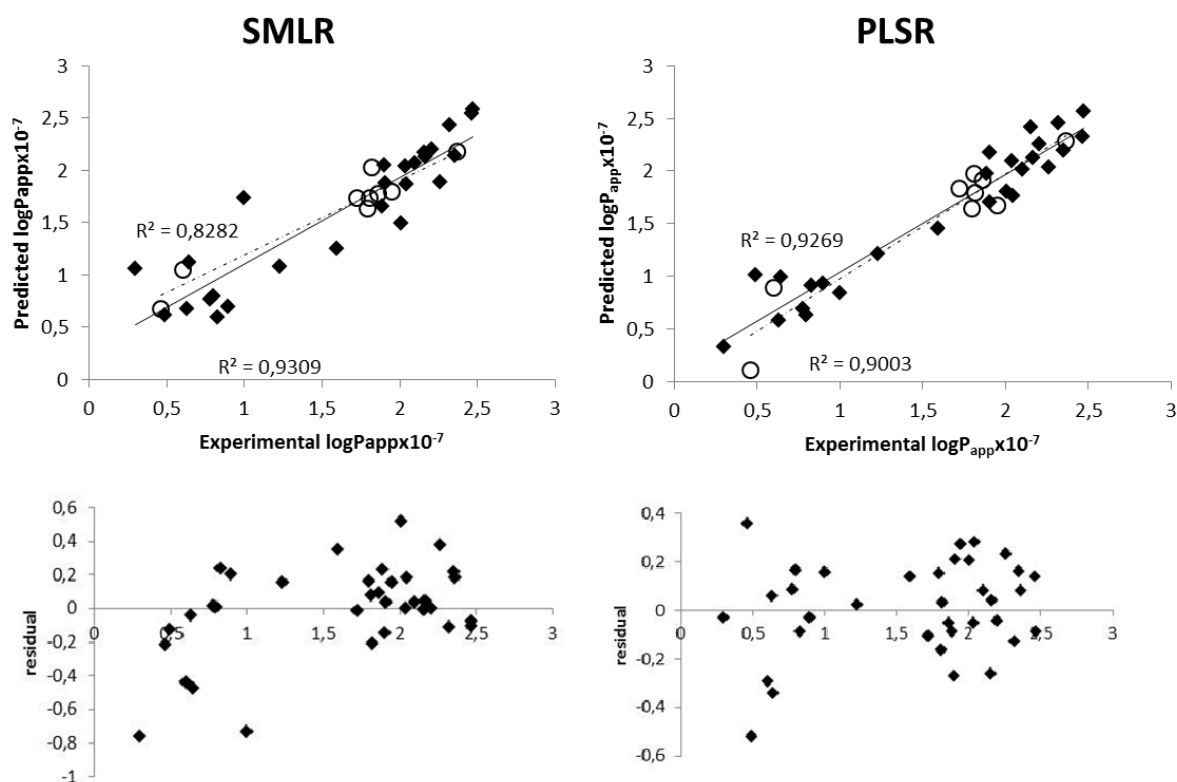 SMLR
Predicted logPappx10⁻⁷
3
2,5
2
1,5
1
0,5
0
R² = 0,8282
R² = 0,9309
0 0,5 1 1,5 2 2,5 3
Experimental logPappx10⁻⁷
PLSR
Predicted logPappx10⁻⁷
3
2,5
2
1,5
1
0,5
0
R² = 0,9269
R² = 0,9003
0 0,5 1 1,5 2 2,5 3
Experimental logPappx10⁻⁷
residual
0,6
0,4
0,2
0
-0,2
-0,4
-0,6
-0,8
-1
0 0,5 1 1,5 2 2,5 3
residual
0,4
0,2
0
-0,2
-0,4
-0,6
0 0,5 1 1,5 2 2,5 3